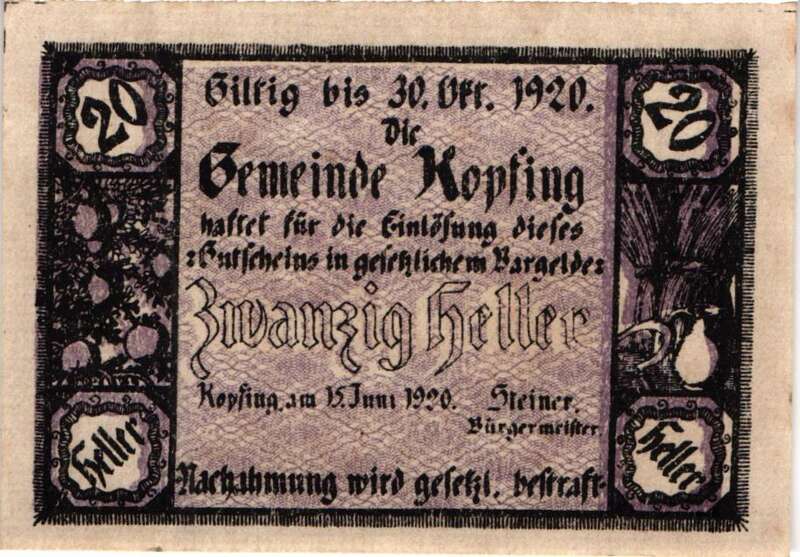 20
20
Giltig bis 30. Okt. 1920.
Die
Gemeinde Kopfing
haftet für die Einlösung dieses
:Gutscheins in gesetzlichem Bargelde:
Zwanzig Heller
Kopfing, am 15. Juni 1920. Steiner,
Bürgermeister.
Heller
Heller
Nachahmung wird gesetzl. bestraft